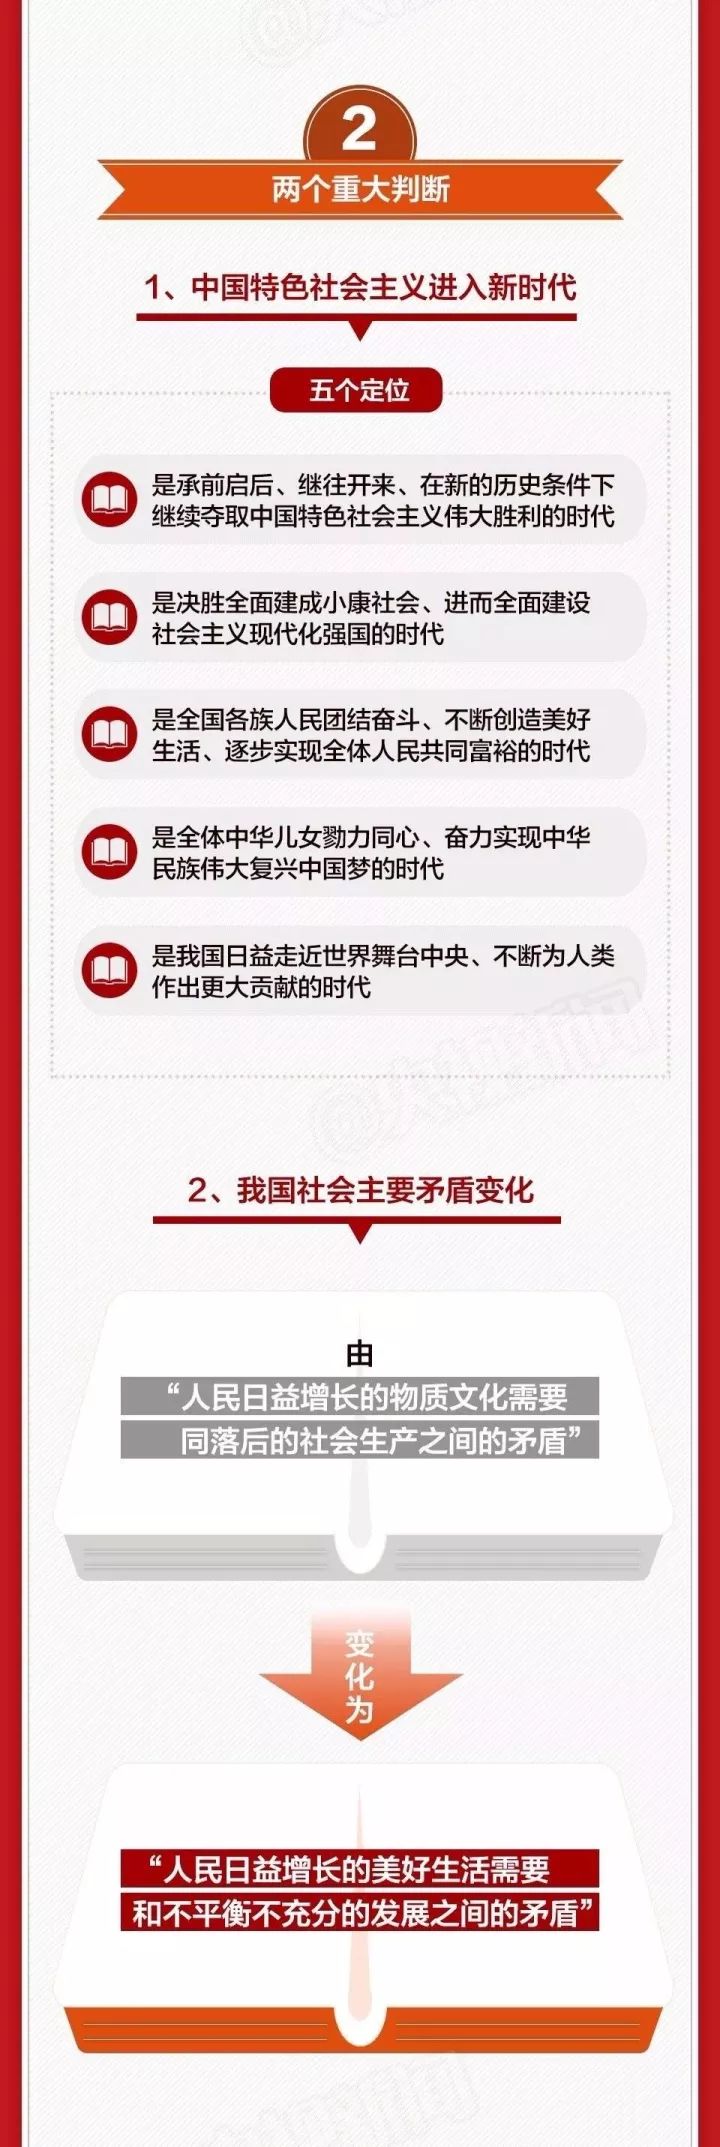 2
两个重大判断
1、中国特色社会主义进入新时代
五个定位
是承前启后、继往开来、在新的历史条件下
继续夺取中国特色社会主义伟大胜利的时代
是决胜全面建成小康社会、进而全面建设
社会主义现代化强国的时代
是全国各族人民团结奋斗、不断创造美好
生活、逐步实现全体人民共同富裕的时代
是全体中华儿女勠力同心、奋力实现中华
民族伟大复兴中国梦的时代
是我国日益走近世界舞台中央、不断为人类
作出更大贡献的时代
2、我国社会主要矛盾变化
由
“人民日益增长的物质文化需要
同落后的社会生产之间的矛盾”
变
化
为
“人民日益增长的美好生活需要
和不平衡不充分的发展之间的矛盾”